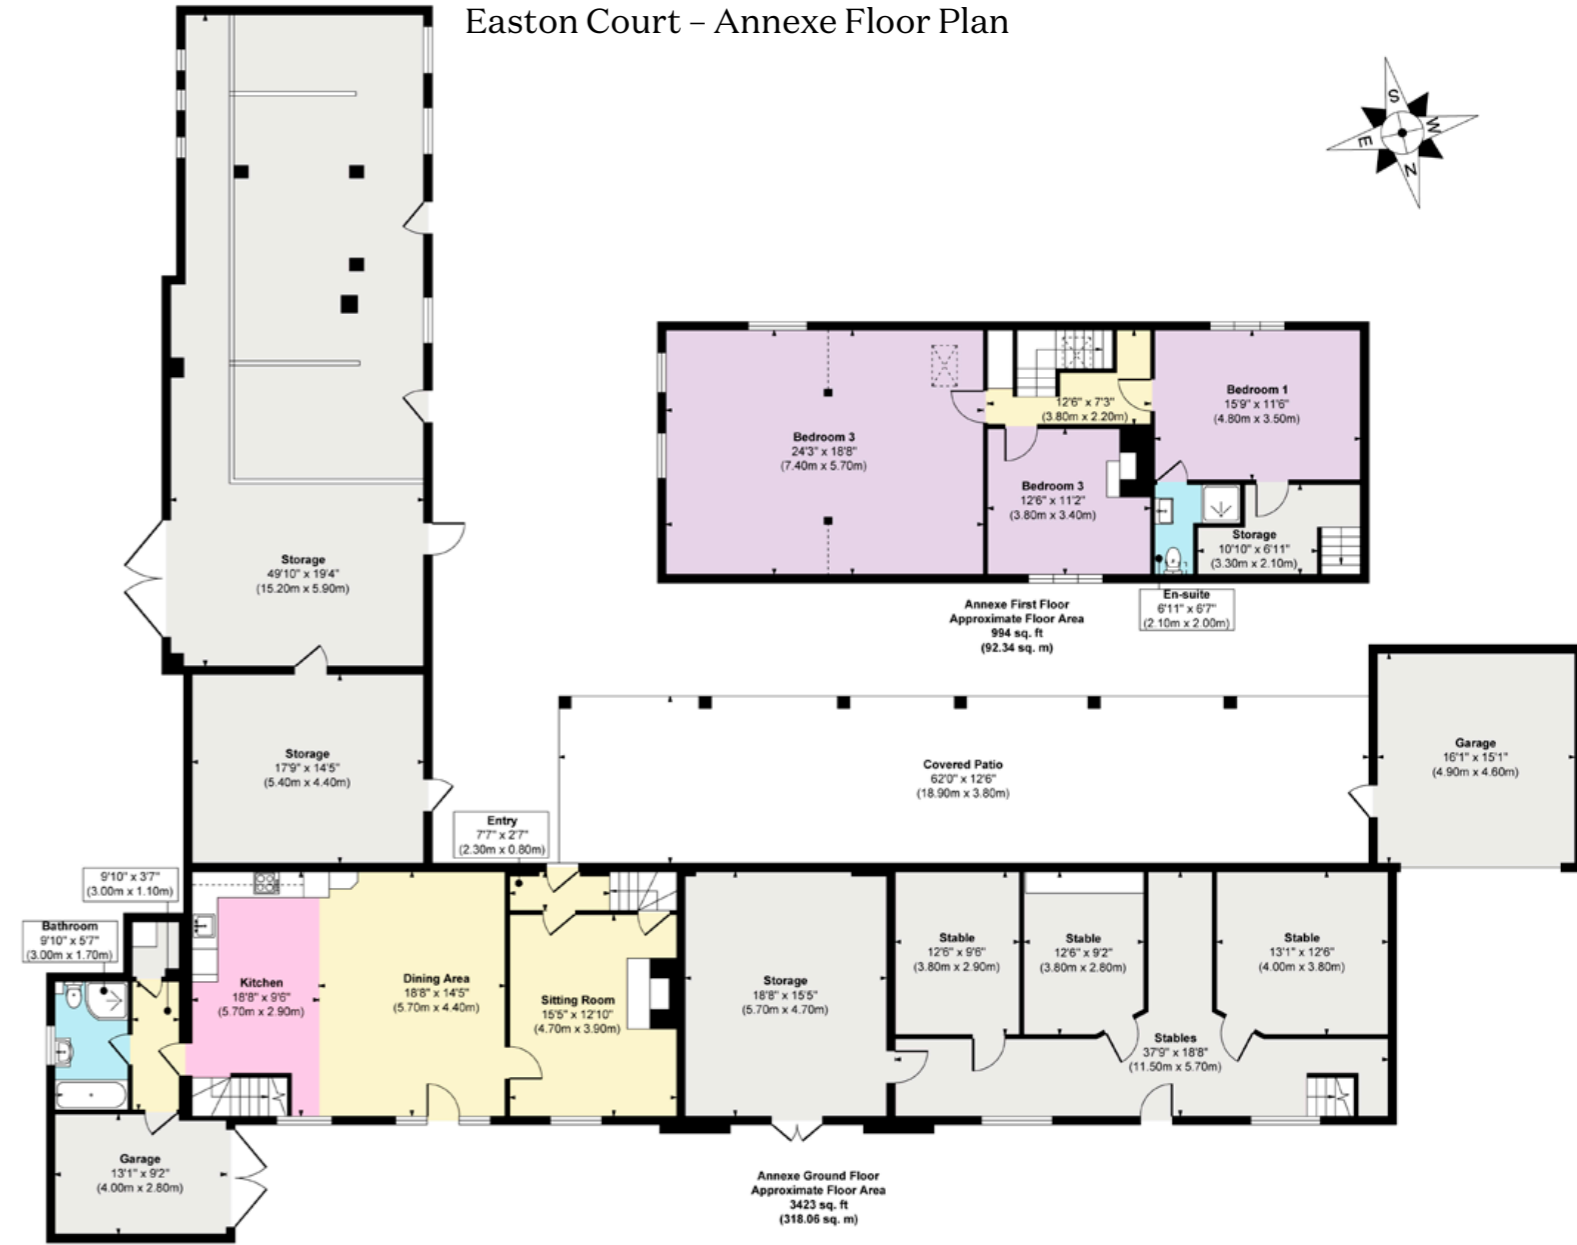 Easton Court – Annexe Floor Plan
S
W
E
N
Bedroom 3
24'3" x 18'8"
(7.40m x 5.70m)
12'6" x 7'3"
(3.80m x 2.20m)
Bedroom 1
15'9" x 11'6"
(4.80m x 3.50m)
Bedroom 3
12'6" x 11'2"
(3.80m x 3.40m)
Storage
10'10" x 6'11"
(3.30m x 2.10m)
En-suite
6'11" x 6'7"
(2.10m x 2.00m)
Annexe First Floor
Approximate Floor Area
994 sq. ft
(92.34 sq. m)
Storage
49'10" x 19'4"
(15.20m x 5.90m)
Storage
17'9" x 14'5"
(5.40m x 4.40m)
Covered Patio
62'0" x 12'6"
(18.90m x 3.80m)
Garage
16'1" x 15'1"
(4.90m x 4.60m)
Entry
7'7" x 2'7"
(2.30m x 0.80m)
9'10" x 3'7"
(3.00m x 1.10m)
Bathroom
9'10" x 5'7"
(3.00m x 1.70m)
Kitchen
18'8" x 9'6"
(5.70m x 2.90m)
Dining Area
18'8" x 14'5"
(5.70m x 4.40m)
Sitting Room
15'5" x 12'10"
(4.70m x 3.90m)
Storage
18'8" x 15'5"
(5.70m x 4.70m)
Stable
12'6" x 9'6"
(3.80m x 2.90m)
Stable
12'6" x 9'2"
(3.80m x 2.80m)
Stable
13'1" x 12'6"
(4.00m x 3.80m)
Stables
37'9" x 18'8"
(11.50m x 5.70m)
Garage
13'1" x 9'2"
(4.00m x 2.80m)
Annexe Ground Floor
Approximate Floor Area
3423 sq. ft
(318.06 sq. m)